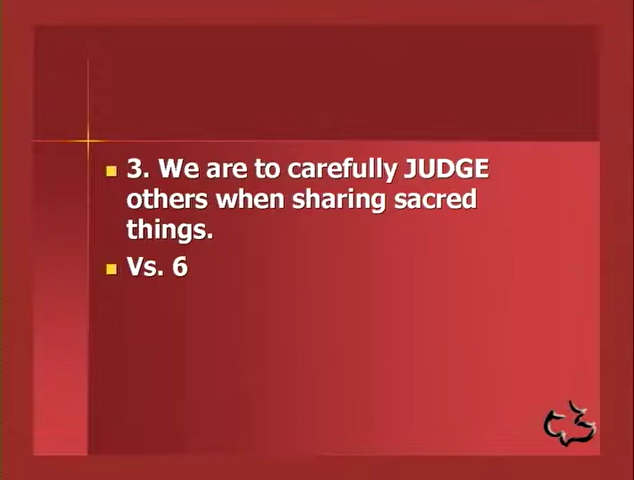 3. We are to carefully JUDGE
others when sharing sacred
things.
Vs. 6